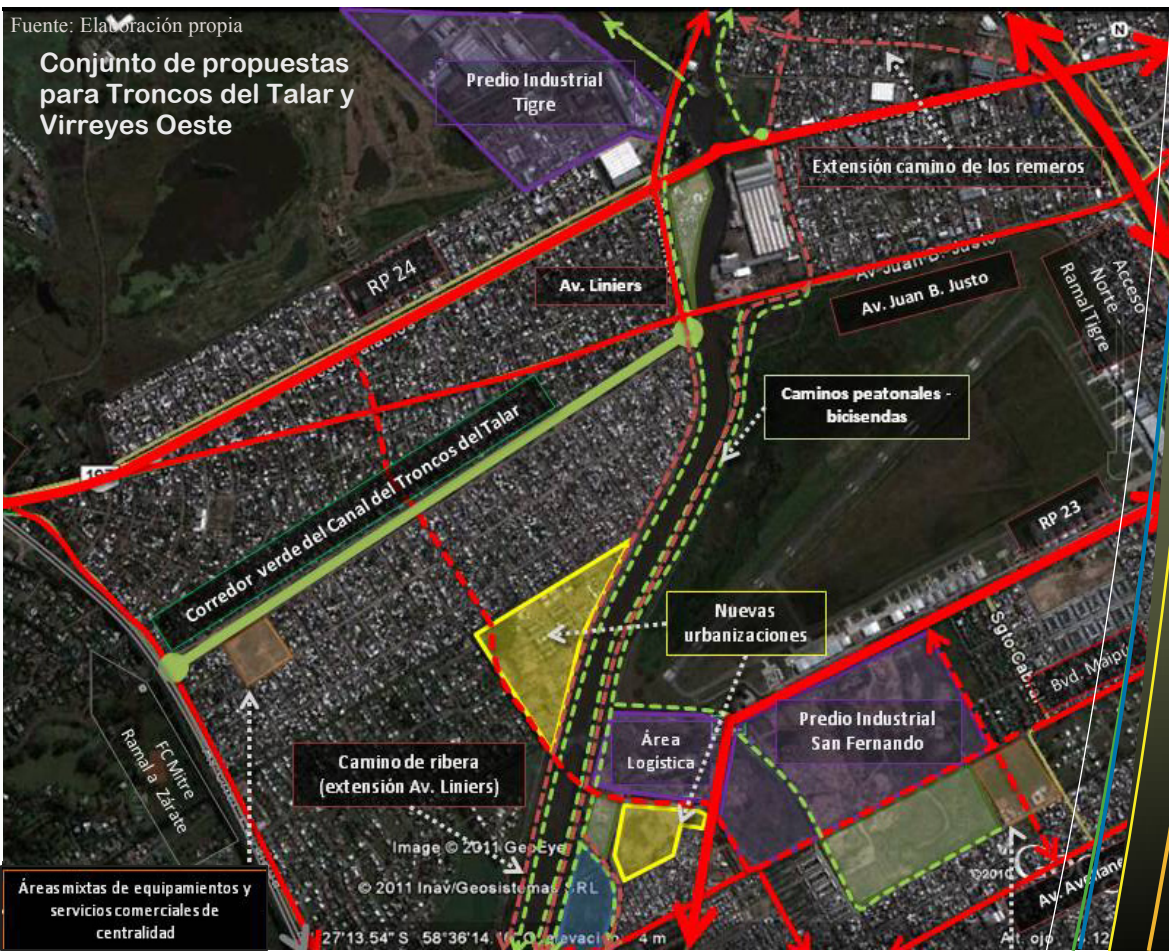 Fuente: Elaboración propia
Conjunto de propuestas
para Troncos del Talar y
Virreyes Oeste
Predio Industrial
Tigre
N
Extensión camino de los remeros
RP 24
Av. Liniers
Av. Juan B. Justo
Av. Juan B. Justo
Acceso
Norte
Ramal Tigre
Caminos peatonales -
bicisendas
197
Corredor verde del Canal del Troncos del Talar
RP 23
Nuevas
urbanizaciones
Sgto Cabral
Bvd. Maipú
Predio Industrial
San Fernando
Área
Logística
FC Mitre
Ramal a Zárate
Camino de ribera
(extensión Av. Liniers)
Image © 2011 GeoEye
© 2011 Inav/Geosistemas SRL
©2010
Áreas mixtas de equipamientos y
servicios comerciales de
centralidad
27'13.54" S 58°36'14. 4 m
Alt. ojo